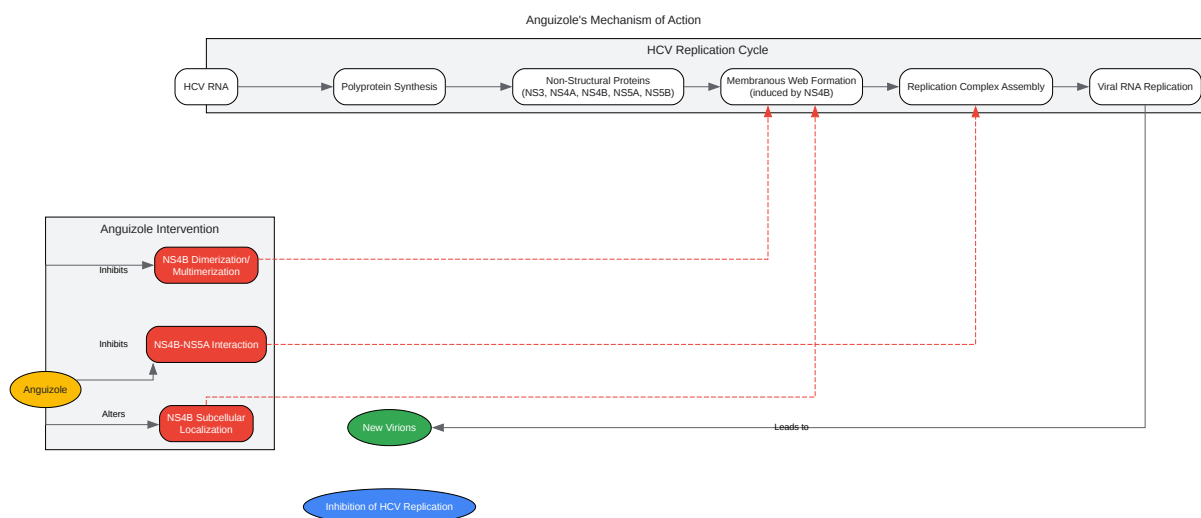 Anguizole's Mechanism of Action
HCV Replication Cycle
HCV RNA
Polyprotein Synthesis
Non-Structural Proteins
(NS3, NS4A, NS4B, NS5A, NS5B)
Membranous Web Formation
(induced by NS4B)
Replication Complex Assembly
Viral RNA Replication
Anguizole Intervention
NS4B Dimerization/
Multimerization
Inhibits
Inhibits
NS4B-NS5A Interaction
Anguizole
Alters
NS4B Subcellular
Localization
New Virions
Leads to
Inhibition of HCV Replication